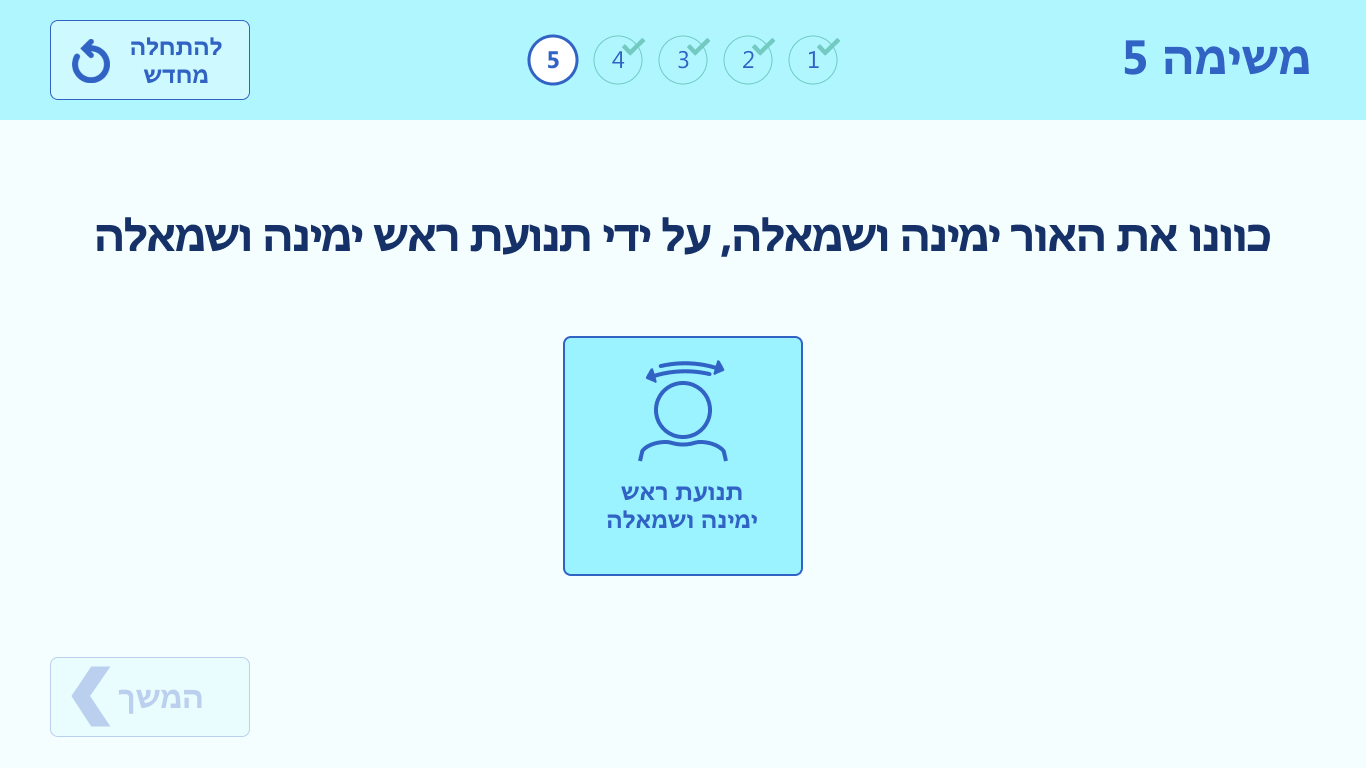 משימה 5
1
2
3
4
5
להתחלה
מחדש
כוונו את האור ימינה ושמאלה, על ידי תנועת ראש ימינה ושמאלה
תנועת ראש
ימינה ושמאלה
המשך